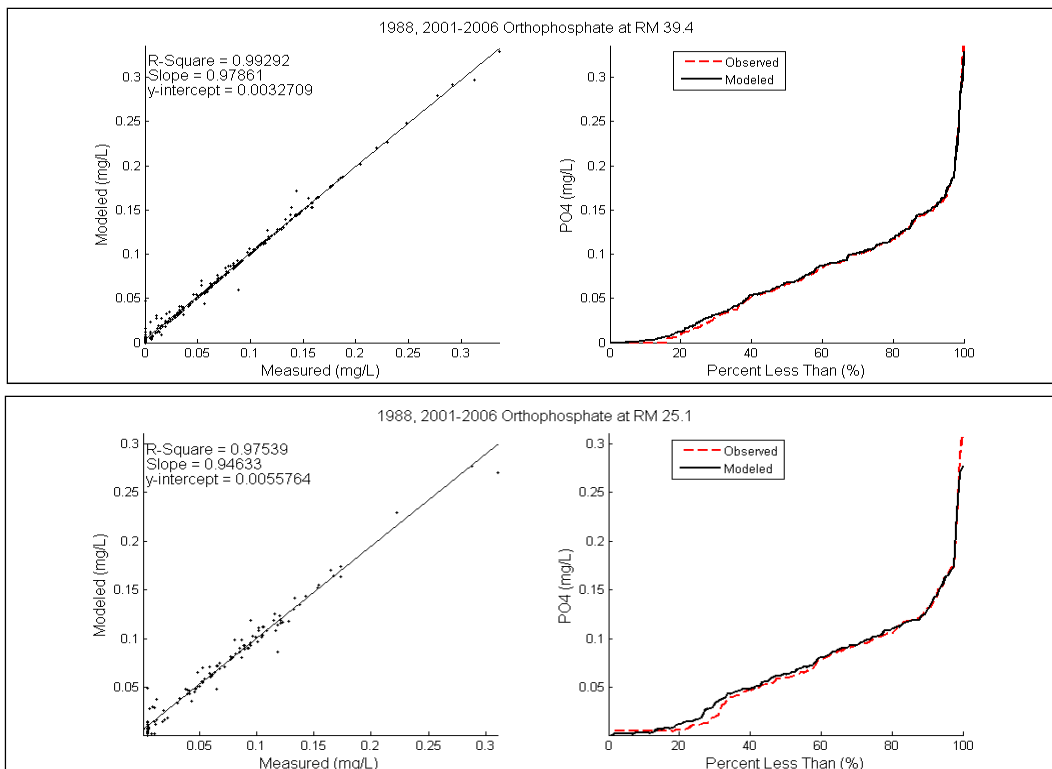 1988, 2001-2006 Orthophosphate at RM 39.4
R-Square = 0.99292
Slope = 0.97861
y-intercept = 0.0032709
Modeled (mg/L)
0.3
0.25
0.2
0.15
0.1
0.05
0
0 0.05 0.1 0.15 0.2 0.25 0.3
Measured (mg/L)
Observed
Modeled
PO4 (mg/L)
0.3
0.25
0.2
0.15
0.1
0.05
0
0 20 40 60 80 100
Percent Less Than (%)
1988, 2001-2006 Orthophosphate at RM 25.1
R-Square = 0.97539
Slope = 0.94633
y-intercept = 0.0055764
Modeled (mg/L)
0.3
0.25
0.2
0.15
0.1
0.05
0.05 0.1 0.15 0.2 0.25 0.3
Measured (mg/L)
Observed
Modeled
PO4 (mg/L)
0.3
0.25
0.2
0.15
0.1
0.05
0 20 40 60 80 100
Percent Less Than (%)